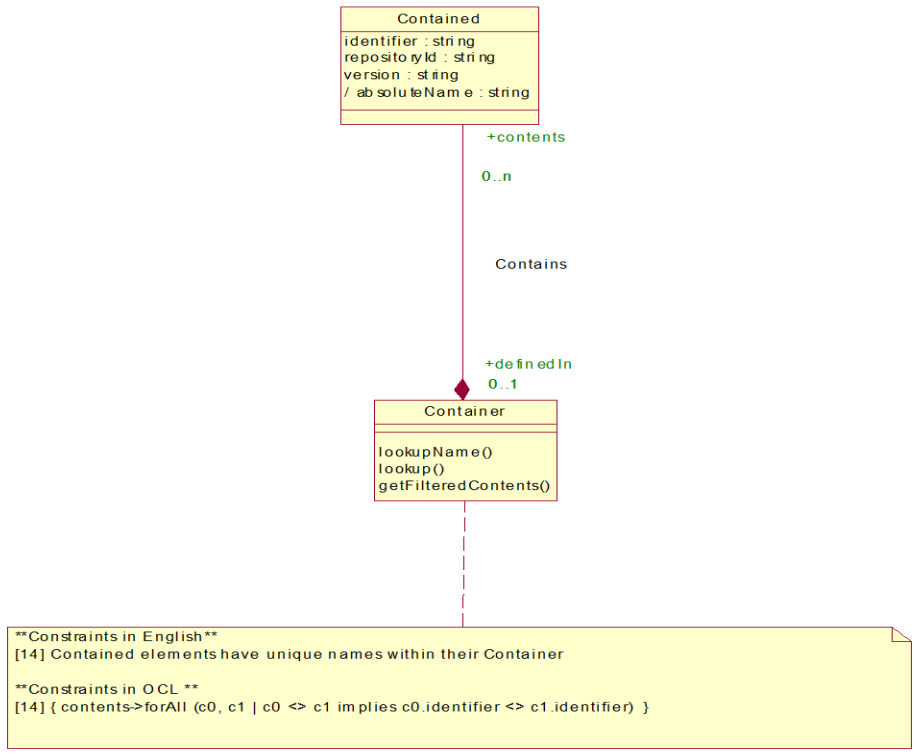 Contained
identifier : string
repositoryId : string
version : string
/ absoluteName : string
+contents
0..n
Contains
+definedIn
0..1
Container
lookupName()
lookup()
getFilteredContents()
**Constraints in English**
[14] Contained elements have unique names within their Container
**Constraints in OCL **
[14] { contents->forAll (c0, c1 | c0 <> c1 implies c0.identifier <> c1.identifier) }